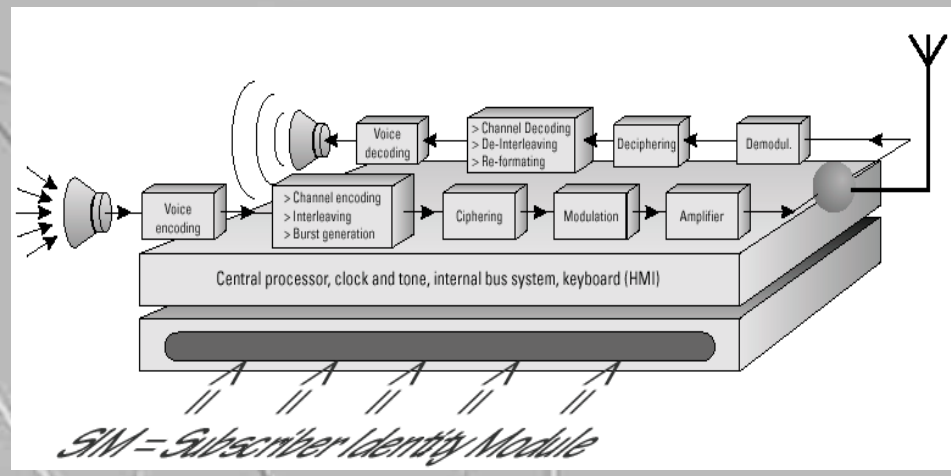 Voice
decoding
> Channel Decoding
> De-Interleaving
> Re-formating
Deciphering
Demodul.
Voice
encoding
> Channel encoding
> Interleaving
> Burst generation
Ciphering
Modulation
Amplifier
Central processor, clock and tone, internal bus system, keyboard (HMI)
SIM = Subscriber Identity Module